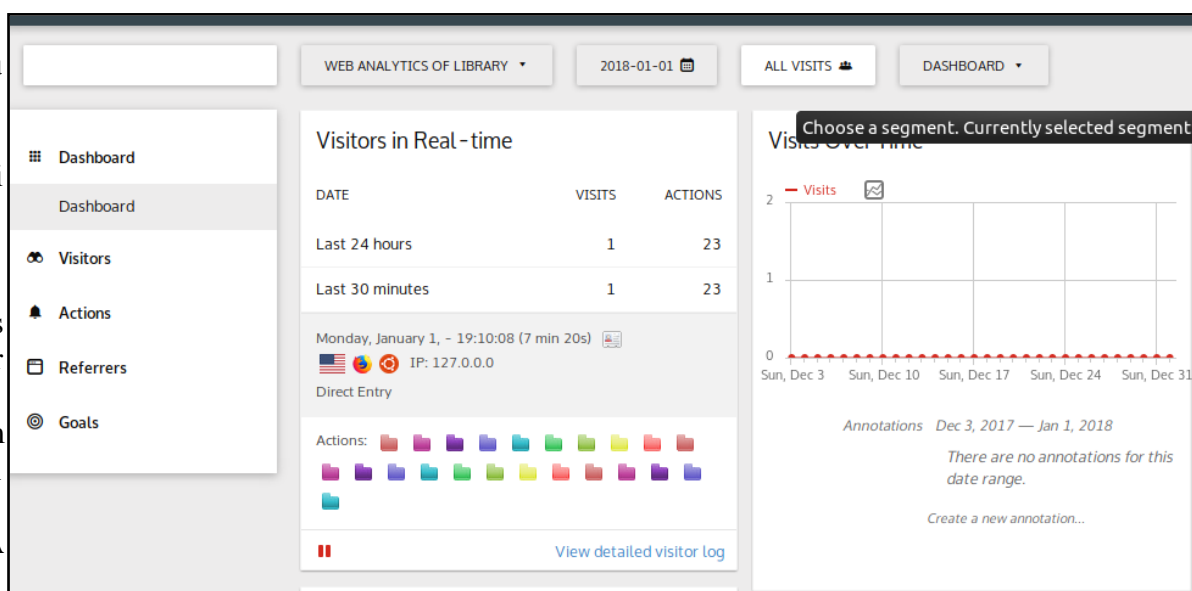 WEB ANALYTICS OF LIBRARY
2018-01-01
ALL VISITS
DASHBOARD
Choose a segment. Currently selected segment
Dashboard
Dashboard
Visitors
Actions
Referrers
Goals
Visitors in Real-time
DATE VISITS ACTIONS
Last 24 hours 1 23
Last 30 minutes 1 23
Monday, January 1, - 19:10:08 (7 min 20s)
IP: 127.0.0.0
Direct Entry
Actions:
View detailed visitor log
Visits Over Time
Visits
2
1
0
Sun, Dec 3 Sun, Dec 10 Sun, Dec 17 Sun, Dec 24 Sun, Dec 31
Annotations Dec 3, 2017 — Jan 1, 2018
There are no annotations for this
date range.
Create a new annotation...